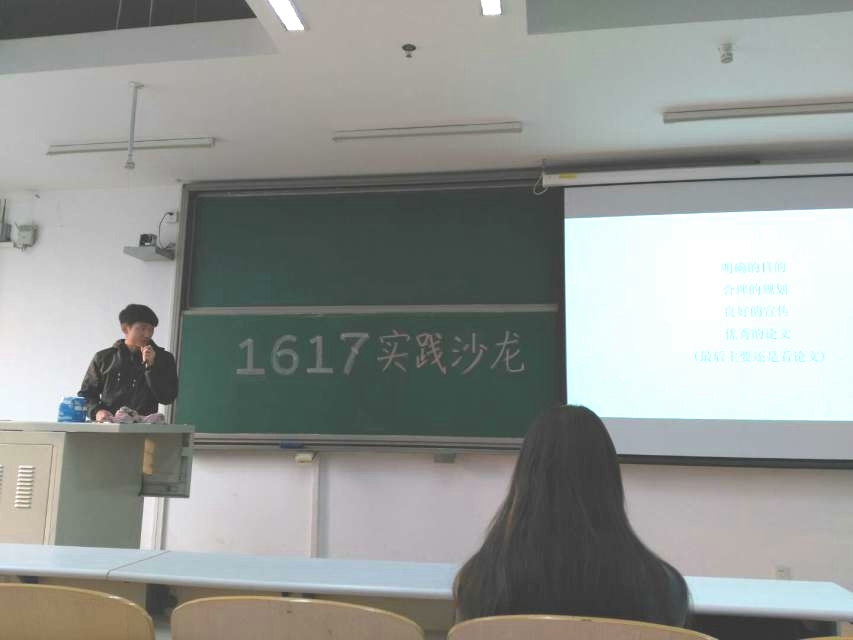 1617实践沙龙
明确的目的
合理的规划
良好的宣传
优秀的论文
(最后主要还是看论文)